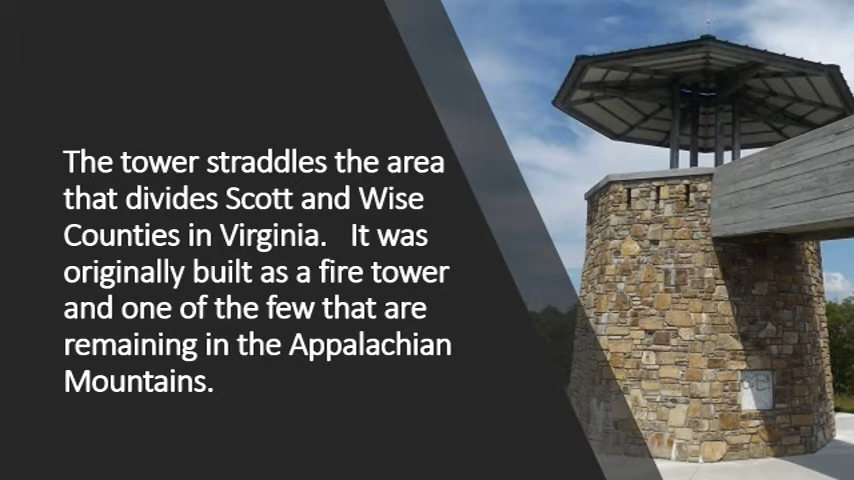 The tower straddles the area
that divides Scott and Wise
Counties in Virginia.   It was
originally built as a fire tower
and one of the few that are
remaining in the Appalachian
Mountains.